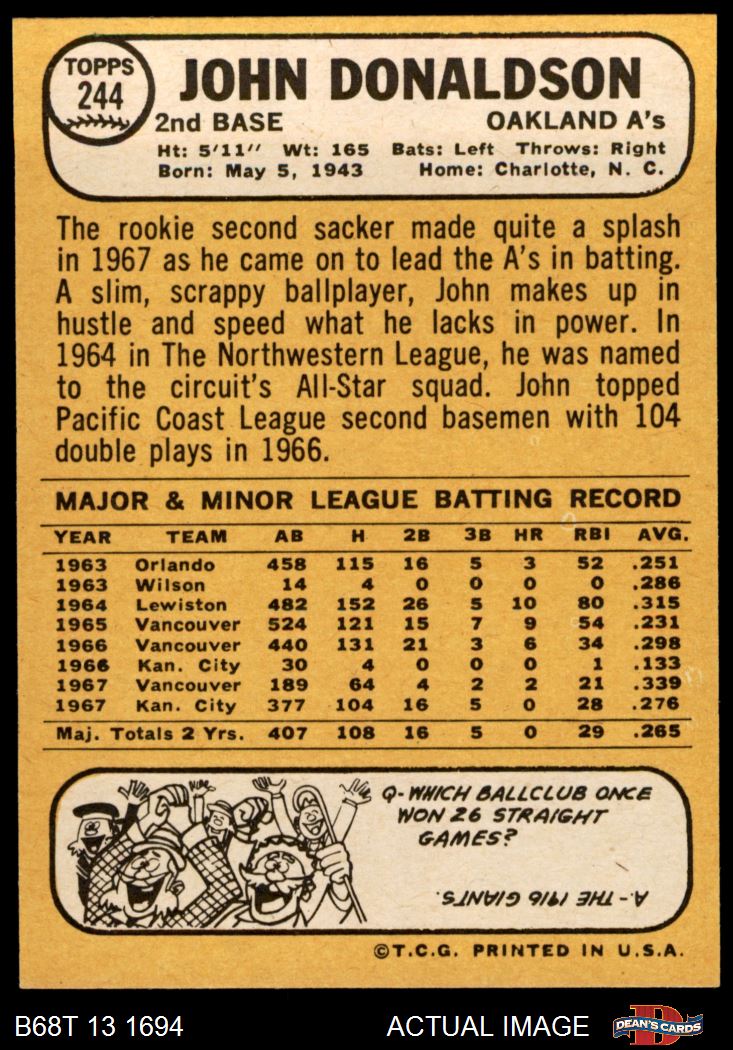 TOPPS
244
JOHN DONALDSON
2nd BASE OAKLAND A's
Ht: 5'11" Wt: 165 Bats: Left Throws: Right
Born: May 5, 1943 Home: Charlotte, N. C.
The rookie second sacker made quite a splash
in 1967 as he came on to lead the A's in batting.
A slim, scrappy ballplayer, John makes up in
hustle and speed what he lacks in power. In
1964 in The Northwestern League, he was named
to the circuit's All-Star squad. John topped
Pacific Coast League second basemen with 104
double plays in 1966.
MAJOR & MINOR LEAGUE BATTING RECORD
YEAR TEAM AB H 2B 3B HR RBI AVG.
1963 Orlando 458 115 16 5 3 52 .251
1963 Wilson 14 4 0 0 0 0 .286
1964 Lewiston 482 152 26 5 10 80 .315
1965 Vancouver 524 121 15 7 9 54 .231
1966 Vancouver 440 131 21 3 6 34 .298
1966 Kan. City 30 4 0 0 0 1 .133
1967 Vancouver 189 64 4 2 2 21 .339
1967 Kan. City 377 104 16 5 0 28 .276
Maj. Totals 2 Yrs. 407 108 16 5 0 29 .265
Q- WHICH BALLCLUB ONCE
WON 26 STRAIGHT
GAMES?
A- THE 1916 GIANTS.
©T.C.G. PRINTED IN U.S.A.
B68T 13 1694 ACTUAL IMAGE DEAN'S CARDS